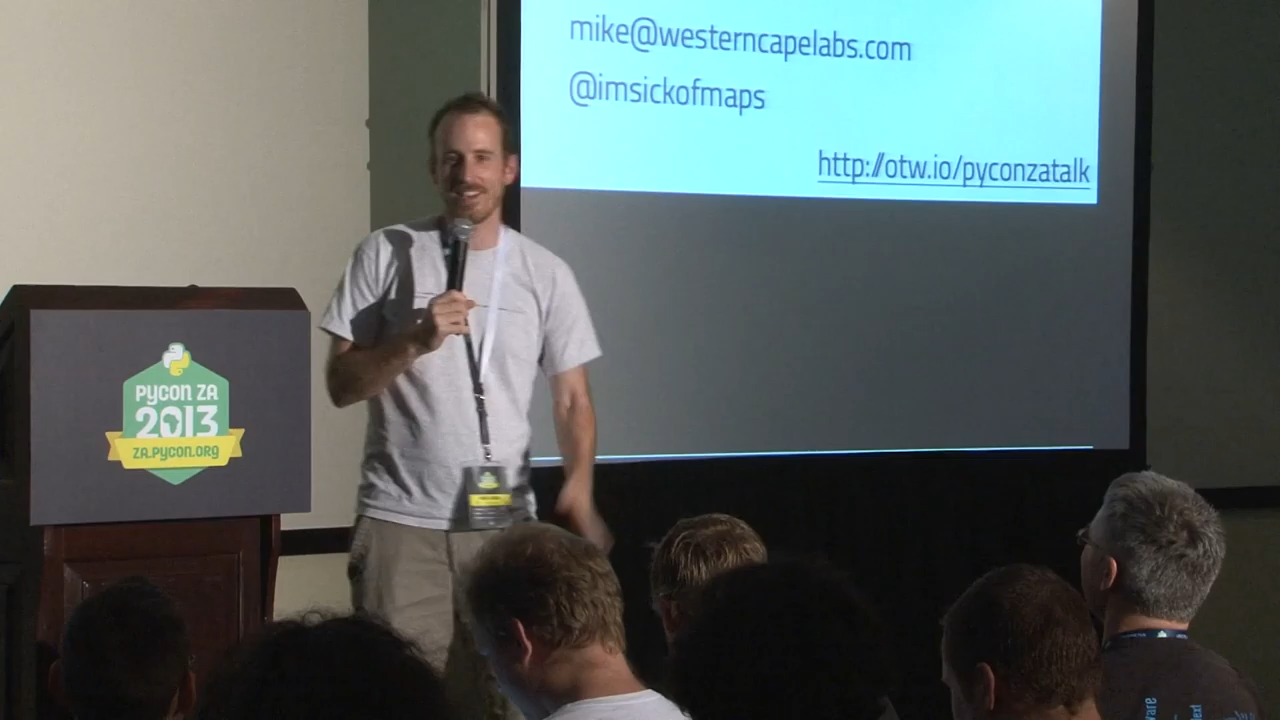 mike@westerncapelabs.com
@imsickofmaps
http://otw.io/pyconzatalk
PYCON ZA
2013
ZA.PYCON.ORG